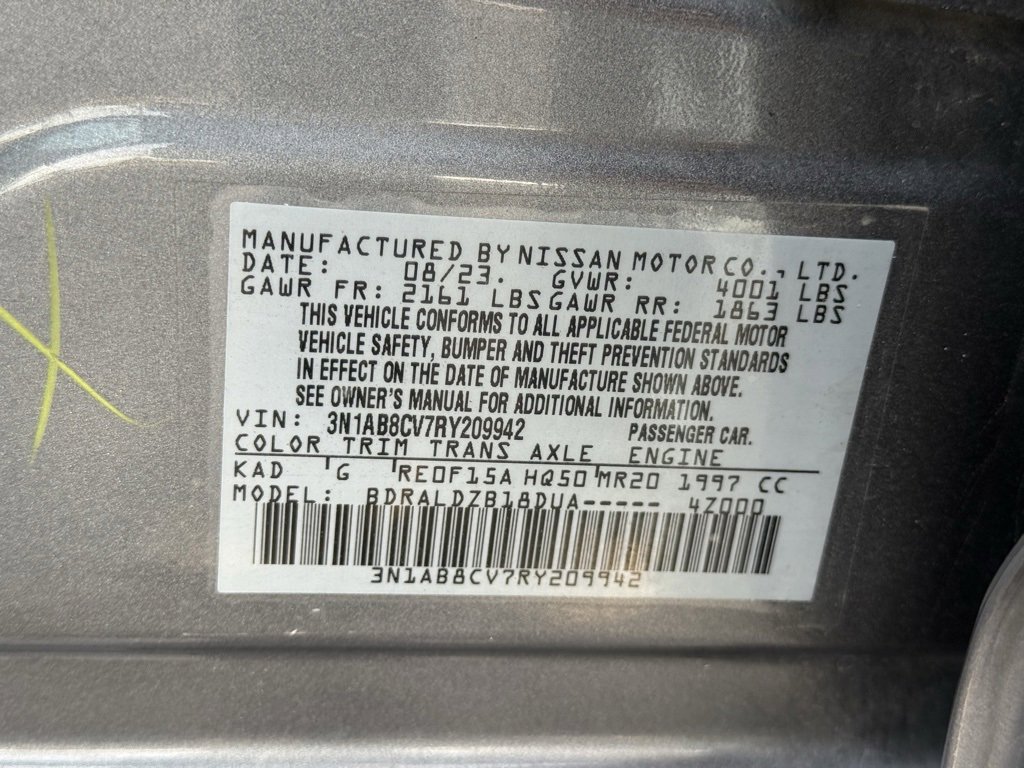 MANUFACTURED BY NISSAN MOTOR CO., LTD.
DATE: 08/23. GVWR: 4001 LBS
GAWR FR: 2161 LBS GAWR RR: 1863 LBS
THIS VEHICLE CONFORMS TO ALL APPLICABLE FEDERAL MOTOR
VEHICLE SAFETY, BUMPER AND THEFT PREVENTION STANDARDS
IN EFFECT ON THE DATE OF MANUFACTURE SHOWN ABOVE.
SEE OWNER'S MANUAL FOR ADDITIONAL INFORMATION.
VIN: 3N1AB8CV7RY209942 PASSENGER CAR.
COLOR TRIM TRANS AXLE ENGINE
KAD G RE0F15A HQ50 MR20 1997 CC
MODEL: BDRALDZB18DUA----- 4Z000
3N1AB8CV7RY209942